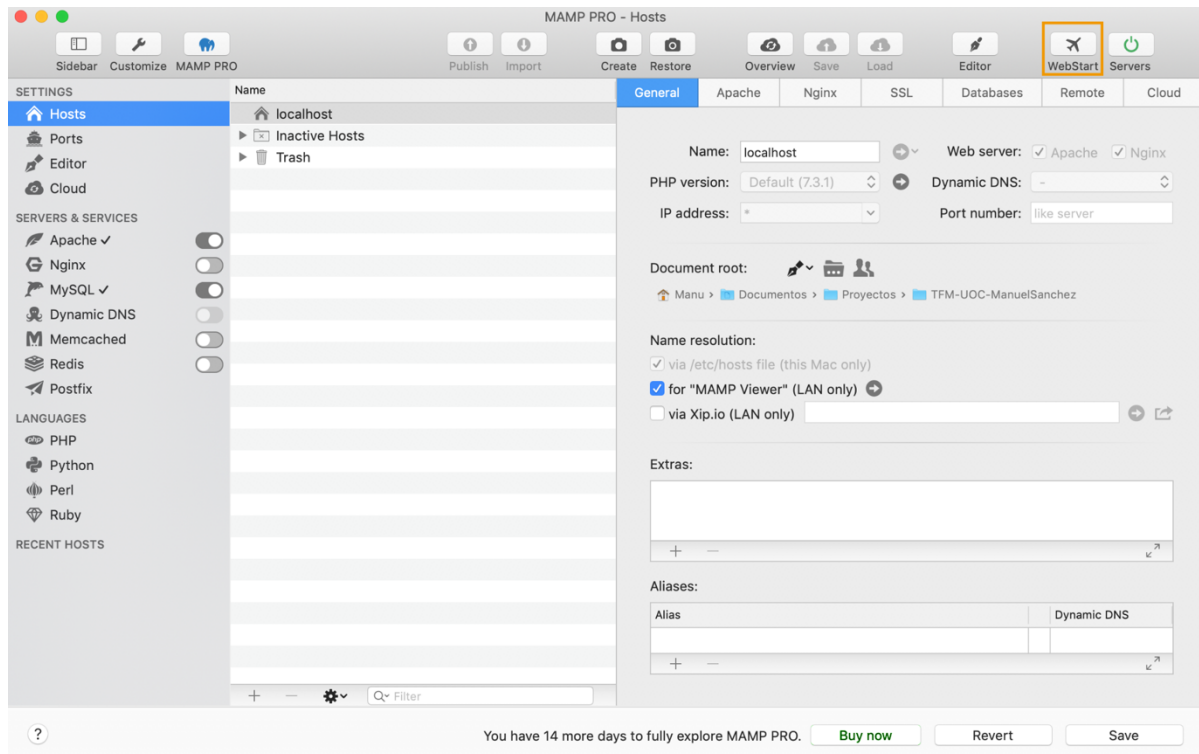 MAMP PRO - Hosts
Sidebar Customize MAMP PRO Publish Import Create Restore Overview Save Load Editor WebStart Servers
SETTINGS
Hosts
Ports
Editor
Cloud
SERVERS & SERVICES
Apache ✓
Nginx
MySQL ✓
Dynamic DNS
Memcached
Redis
Postfix
LANGUAGES
PHP
Python
Perl
Ruby
RECENT HOSTS
Name
localhost
Inactive Hosts
Trash
Filter
General Apache Nginx SSL Databases Remote Cloud
Name: localhost Web server: Apache Nginx
PHP version: Default (7.3.1) Dynamic DNS: -
IP address: * Port number: like server
Document root:
Manu › Documentos › Proyectos › TFM-UOC-ManuelSanchez
Name resolution:
via /etc/hosts file (this Mac only)
for "MAMP Viewer" (LAN only)
via Xip.io (LAN only)
Extras:
+ −
Aliases:
Alias Dynamic DNS
+ −
? You have 14 more days to fully explore MAMP PRO. Buy now Revert Save